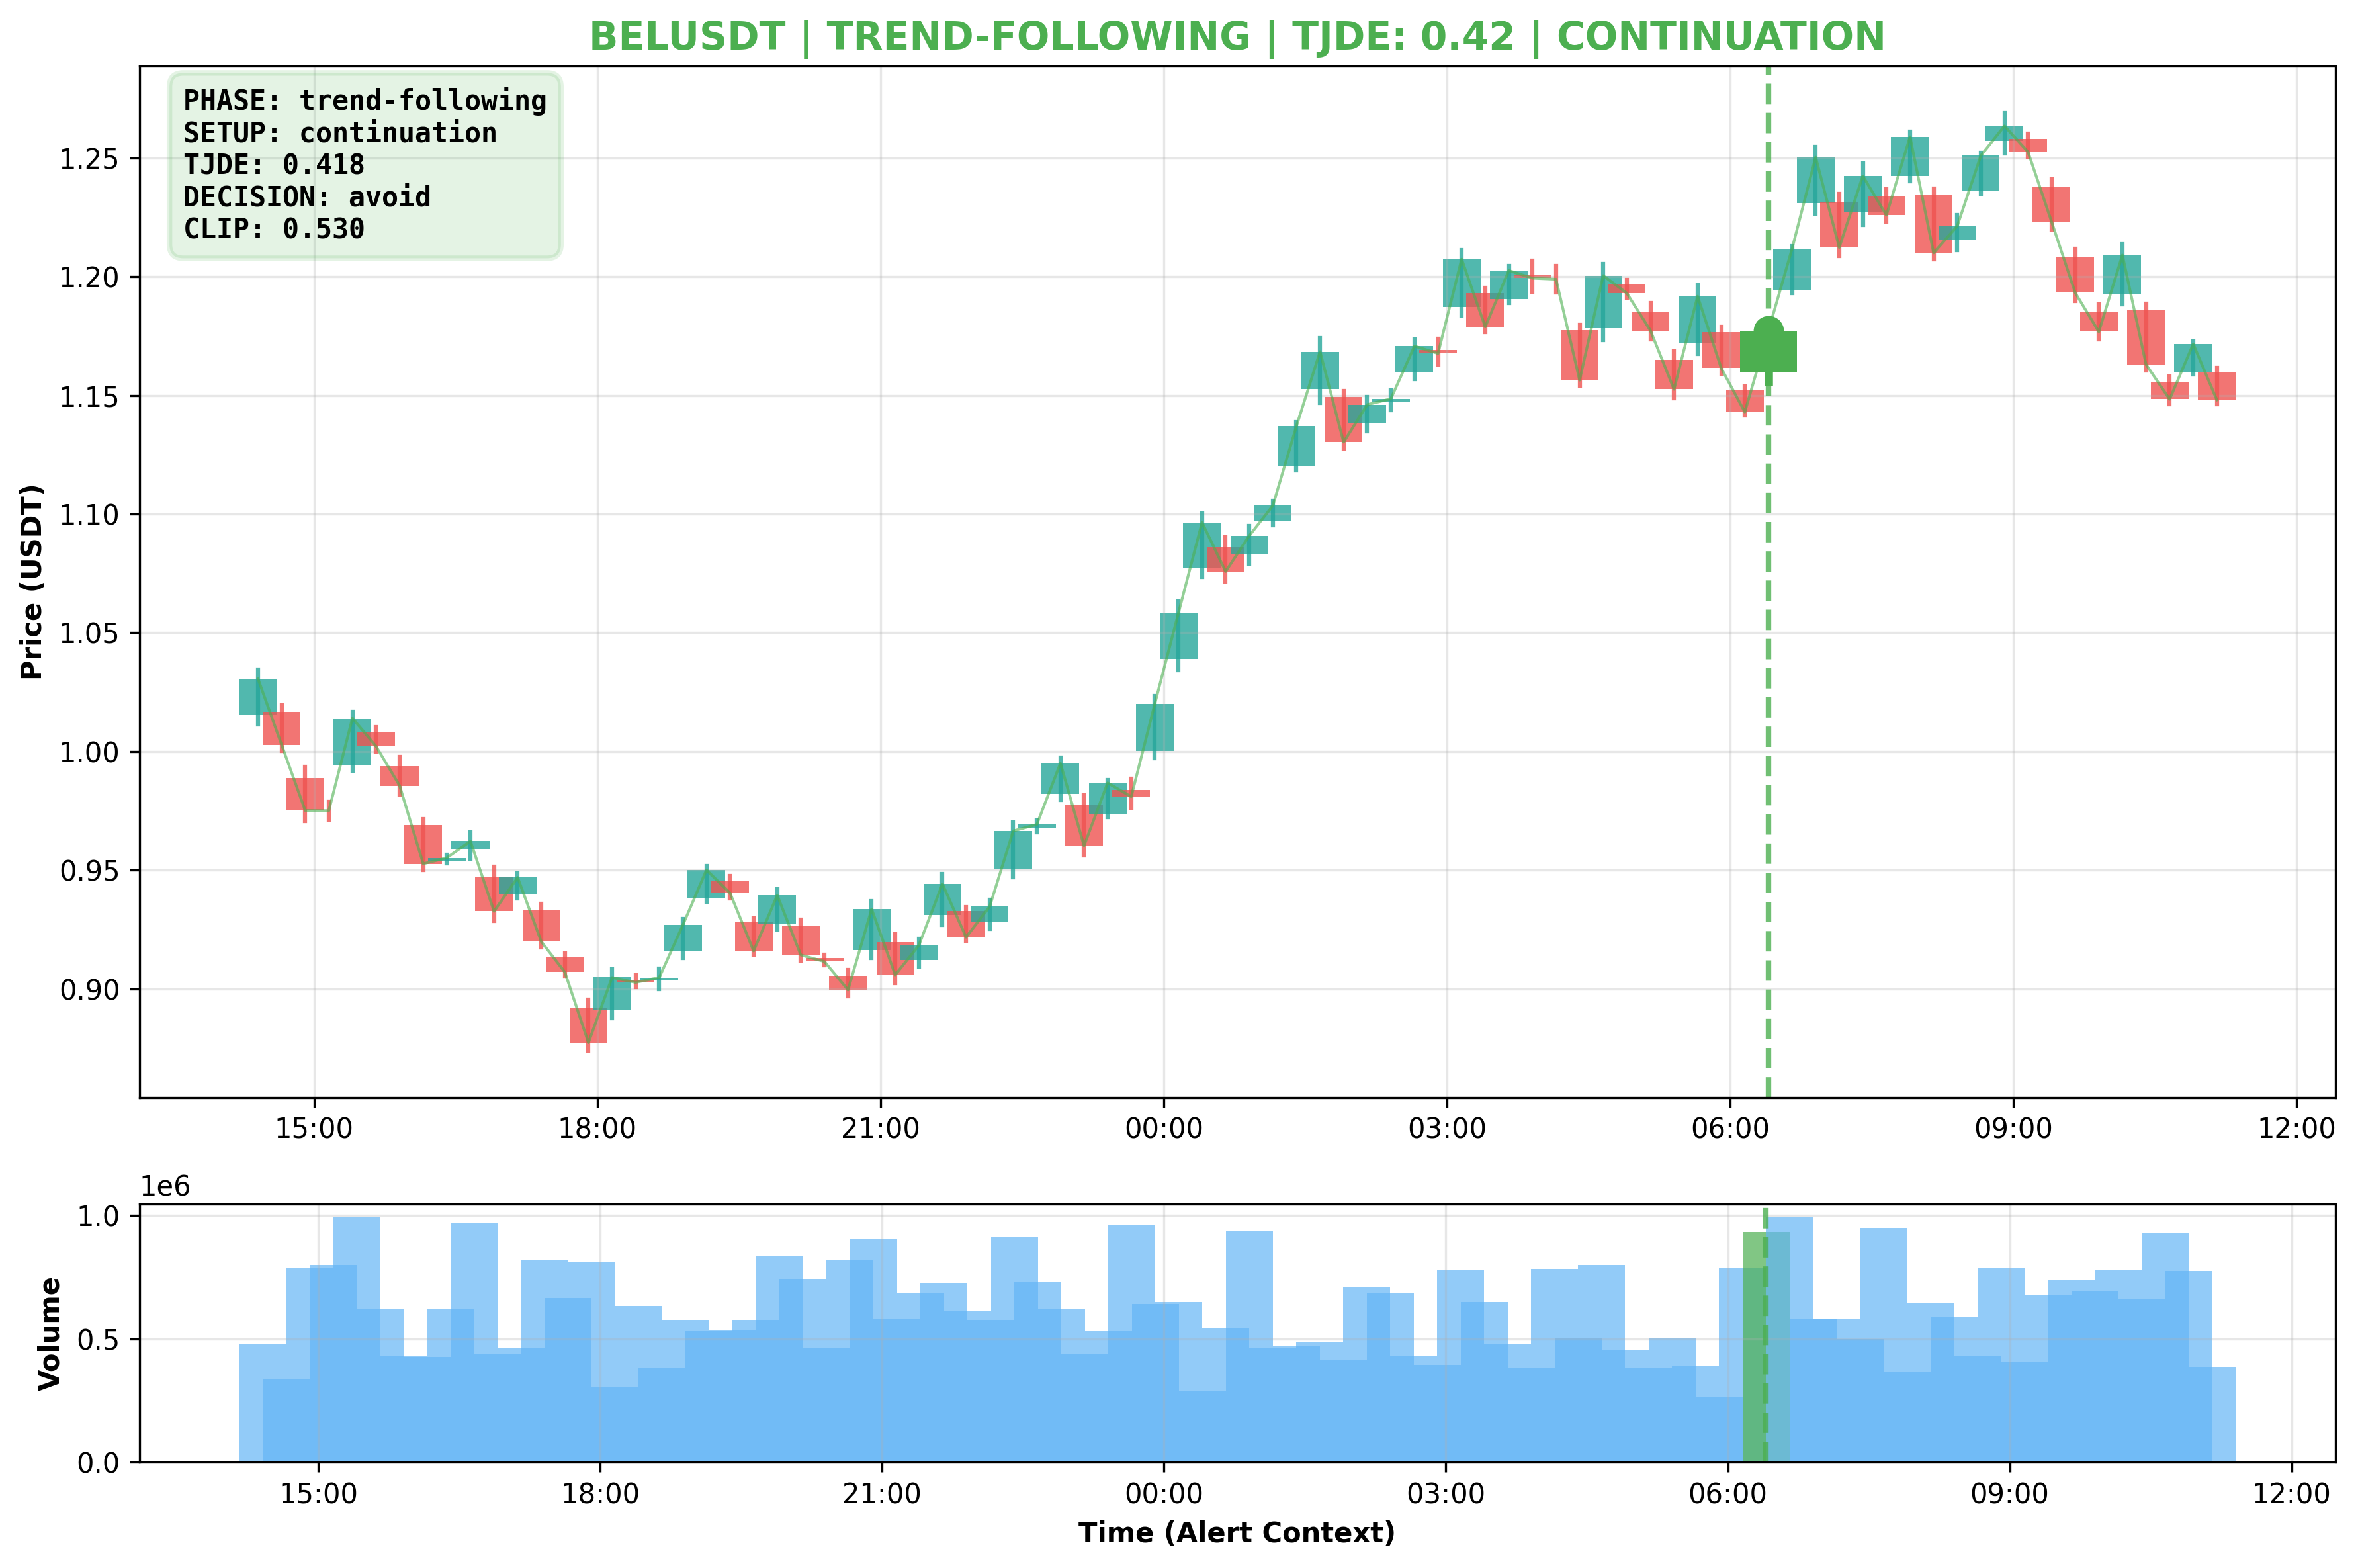 BELUSDT | TREND-FOLLOWING | TJDE: 0.42 | CONTINUATION
PHASE: trend-following
SETUP: continuation
TJDE: 0.418
DECISION: avoid
CLIP: 0.530
Price (USDT)
1.25
1.20
1.15
1.10
1.05
1.00
0.95
0.90
15:00 18:00 21:00 00:00 03:00 06:00 09:00 12:00
1e6
Volume
1.0
0.5
0.0
15:00 18:00 21:00 00:00 03:00 06:00 09:00 12:00
Time (Alert Context)